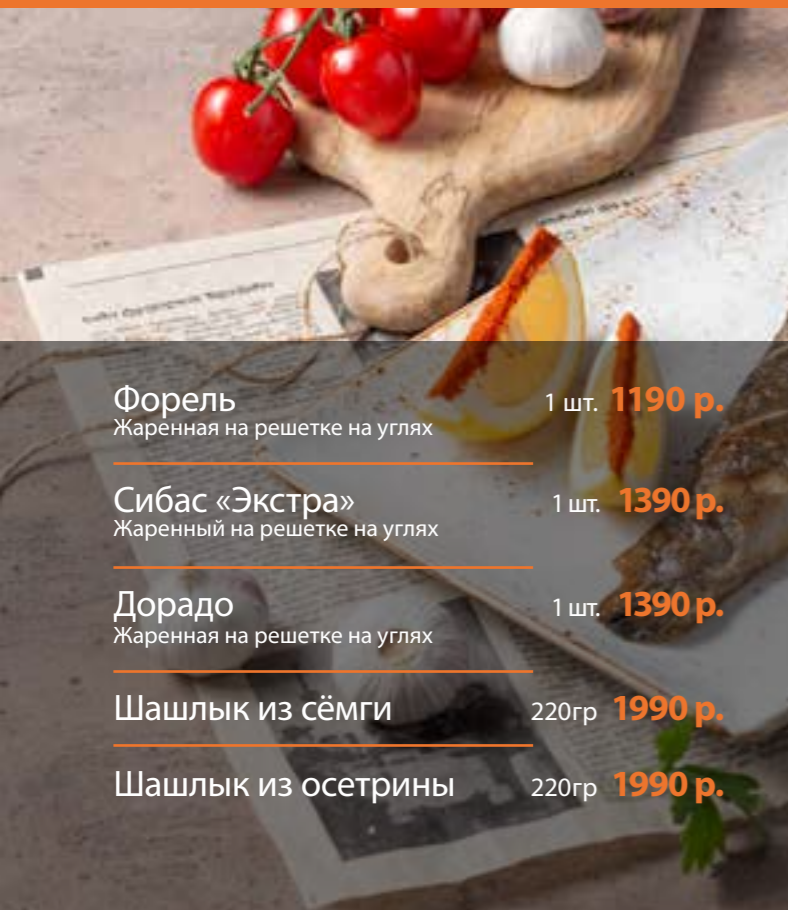 Форель 1 шт. 1190 р.
Жаренная на решетке на углях
Сибас «Экстра» 1 шт. 1390 р.
Жаренный на решетке на углях
Дорадо 1 шт. 1390 р.
Жаренная на решетке на углях
Шашлык из сёмги 220гр 1990 р.
Шашлык из осетрины 220гр 1990 р.